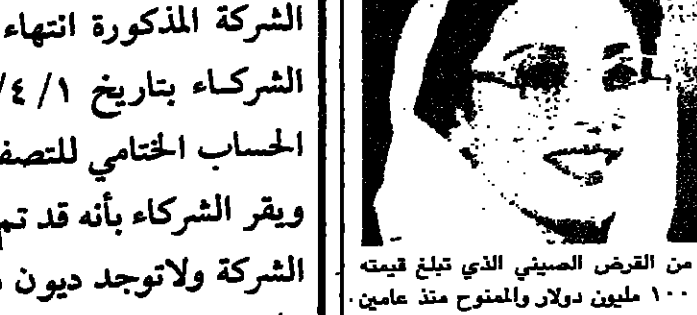 من القرض الصيني الذي تبلغ قيمته
١٠٠ مليون دولار والممنوح منذ عامين.
الشركة المذكورة انتهاء
الشركاء بتاريخ ١/ ٤/
الحساب الختامي للتصف
ويقر الشركاء بأنه قد تم
الشركة ولاتوجد ديون